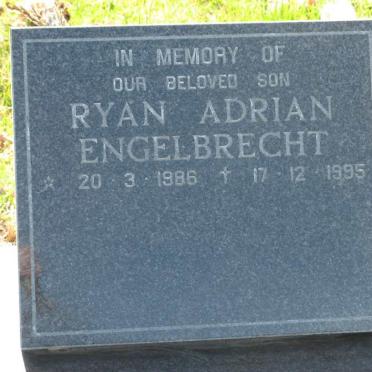 IN MEMORY OF
OUR BELOVED SON
RYAN ADRIAN
ENGELBRECHT
☆ 20 · 3 · 1986 ✝ 17 · 12 · 1995